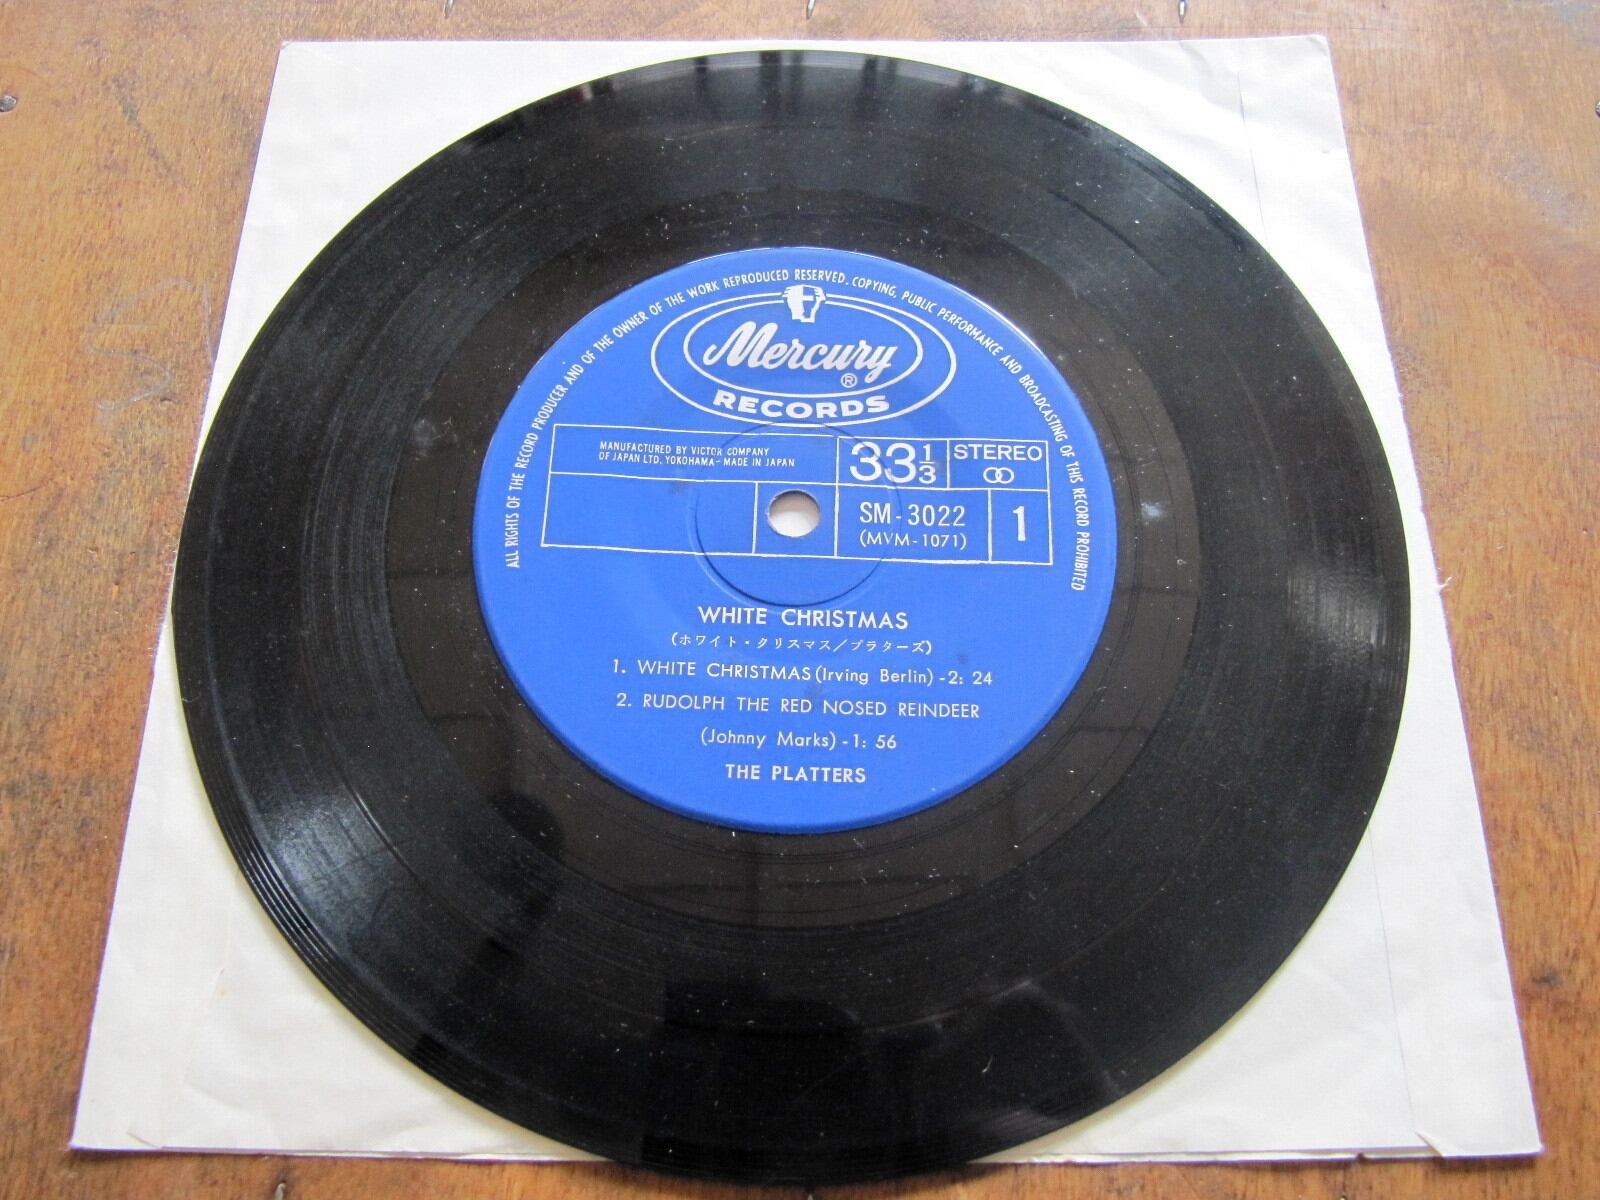 ALL RIGHTS OF THE RECORD PRODUCER AND OF THE OWNER OF THE WORK REPRODUCED RESERVED. COPYING, PUBLIC PERFORMANCE AND BROADCASTING OF THIS RECORD PROHIBITED
Mercury ®
RECORDS
MANUFACTURED BY VICTOR COMPANY
OF JAPAN LTD. YOKOHAMA-MADE IN JAPAN
33 1/3
STEREO
SM-3022
(MVM-1071)
1
WHITE CHRISTMAS
(ホワイト・クリスマス/プラターズ)
1. WHITE CHRISTMAS (Irving Berlin) -2: 24
2. RUDOLPH THE RED NOSED REINDEER
(Johnny Marks) -1: 56
THE PLATTERS